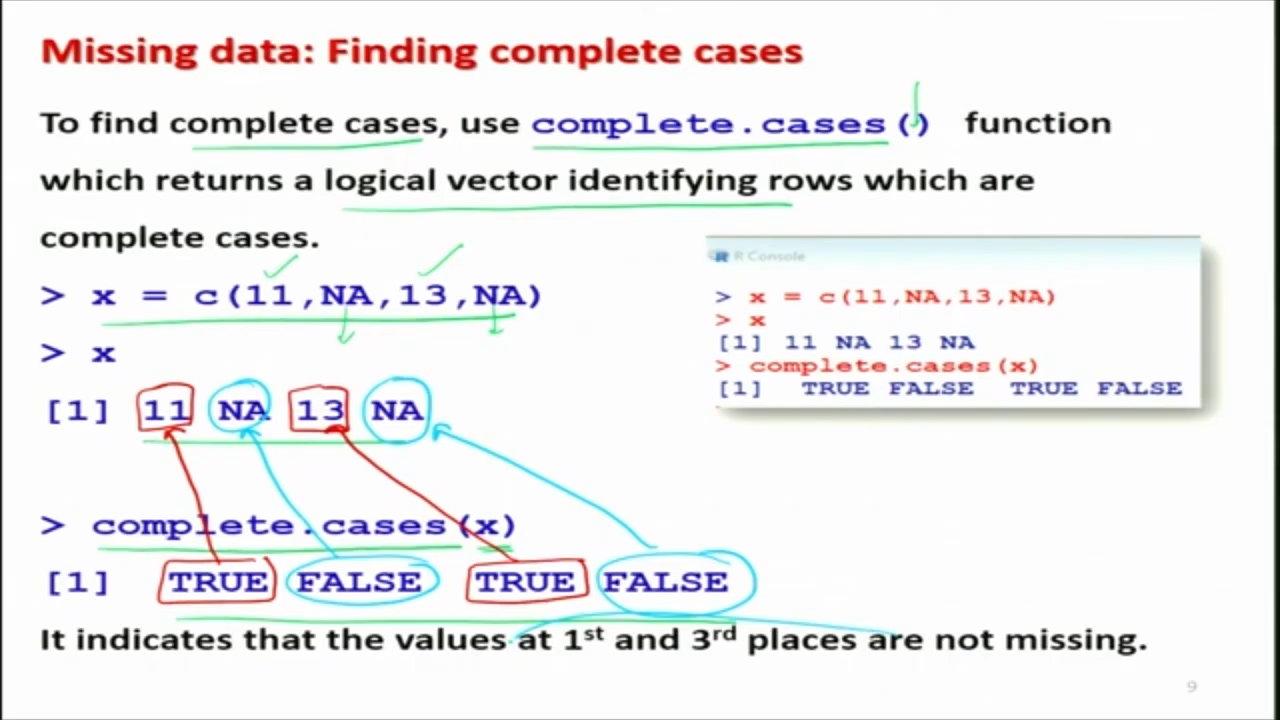 Missing data: Finding complete cases
To find complete cases, use complete.cases() function
which returns a logical vector identifying rows which are
complete cases.
> x = c(11,NA,13,NA)
> x
[1] 11 NA 13 NA
> complete.cases(x)
[1] TRUE FALSE TRUE FALSE
It indicates that the values at 1st and 3rd places are not missing.
R Console
> x = c(11,NA,13,NA)
> x
[1] 11 NA 13 NA
> complete.cases(x)
[1] TRUE FALSE TRUE FALSE
9